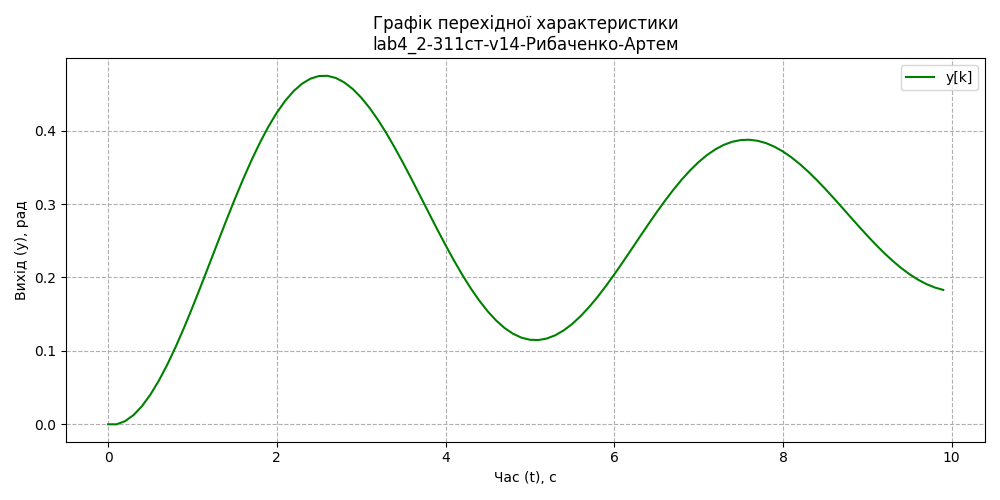 Графік перехідної характеристики
lab4_2-311ст-v14-Рибаченко-Артем
y[k]
Вихід (y), рад
0.4
0.3
0.2
0.1
0.0
0 2 4 6 8 10
Час (t), с